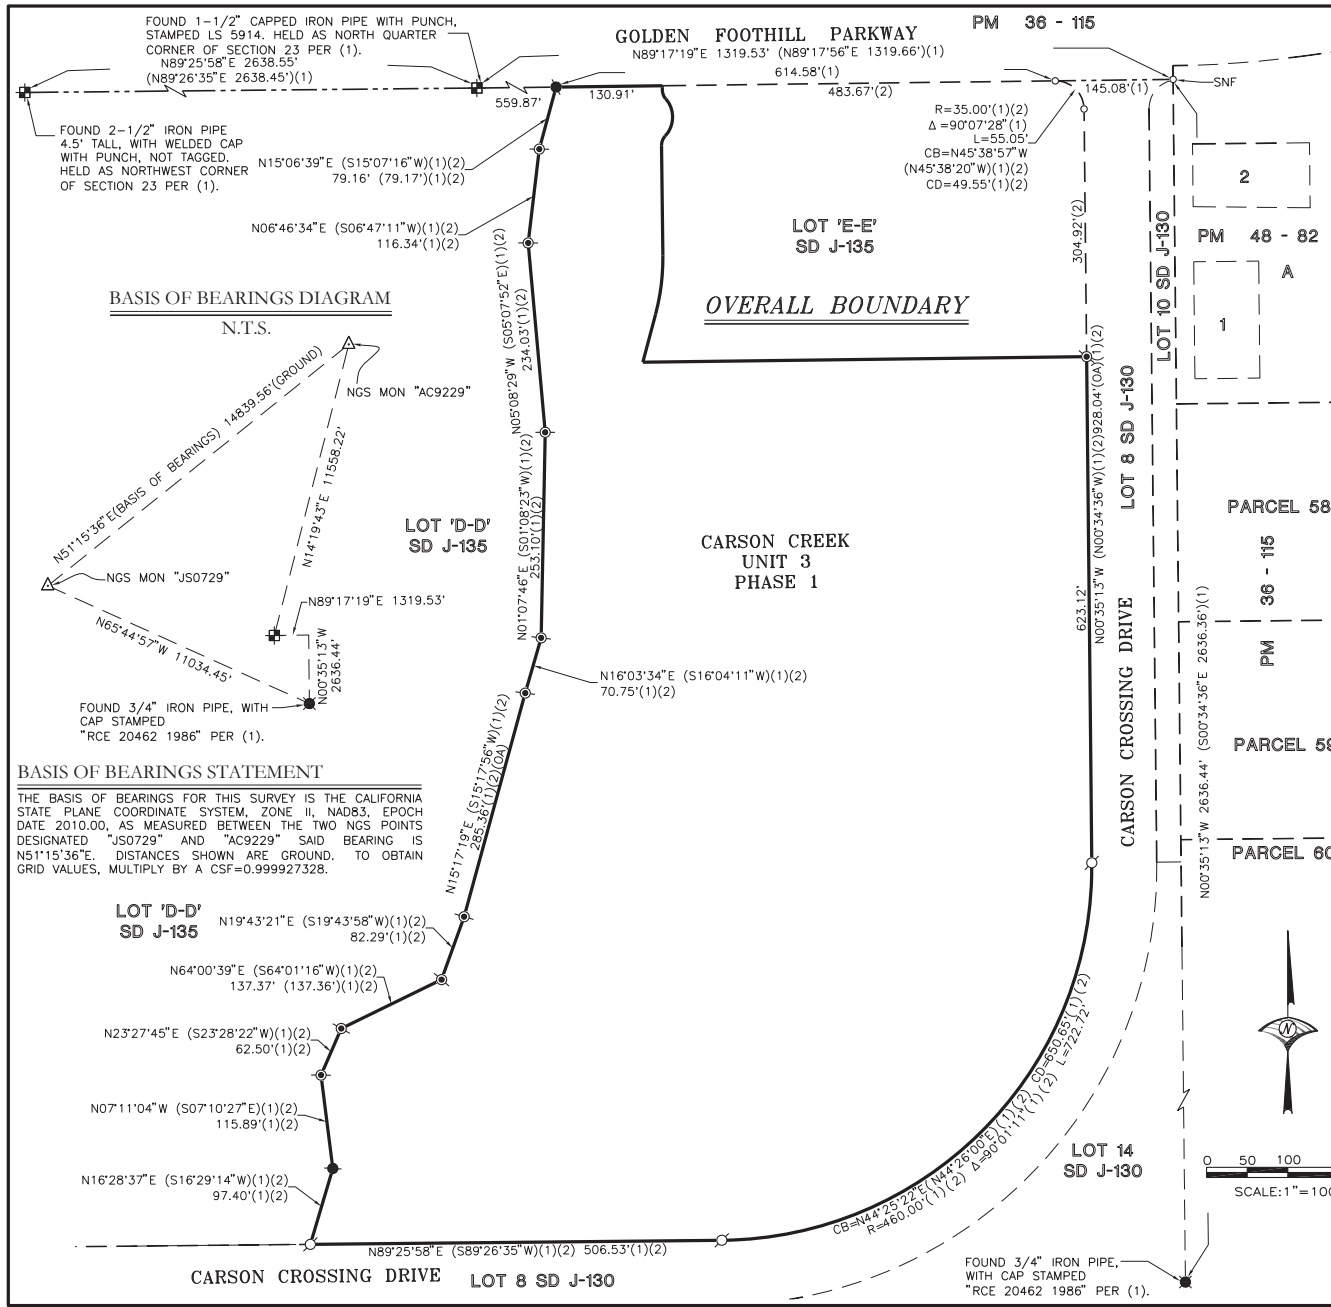 FOUND 1-1/2" CAPPED IRON PIPE WITH PUNCH,
STAMPED LS 5914. HELD AS NORTH QUARTER
CORNER OF SECTION 23 PER (1).
N89°25'58"E 2638.55'
(N89°26'35"E 2638.45')(1)
GOLDEN FOOTHILL PARKWAY
N89°17'19"E 1319.53' (N89°17'56"E 1319.66')(1)
614.58'(1)
PM 36 - 115
559.87'
130.91'
483.67'(2)
145.08'(1)
SNF
FOUND 2-1/2" IRON PIPE
4.5' TALL, WITH WELDED CAP
WITH PUNCH, NOT TAGGED.
HELD AS NORTHWEST CORNER
OF SECTION 23 PER (1).
N15°06'39"E (S15°07'16"W)(1)(2)
79.16' (79.17')(1)(2)
R=35.00'(1)(2)
Δ=90°07'28"(1)
L=55.05'
CB=N45°38'57"W
(N45°38'20"W)(1)(2)
CD=49.55'(1)(2)
N06°46'34"E (S06°47'11"W)(1)(2)
116.34'(1)(2)
LOT 'E-E'
SD J-135
304.92'(2)
LOT 10 SD J-130
2
PM 48 - 82
A
1
BASIS OF BEARINGS DIAGRAM
N.T.S.
OVERALL BOUNDARY
N05°08'29"W (S05°07'52"E)(1)(2)
234.03'(1)(2)
N51°15'36"E(BASIS OF BEARINGS) 14839.56'(GROUND)
NGS MON "AC9229"
N14°19'43"E 11558.22'
NGS MON "JS0729"
N89°17'19"E 1319.53'
N65°44'57"W 11034.45'
N00°35'13"W
2636.44'
FOUND 3/4" IRON PIPE, WITH
CAP STAMPED
"RCE 20462 1986" PER (1).
LOT 'D-D'
SD J-135
N01°07'46"E (S01°08'23"W)(1)(2)
253.10'(1)(2)
CARSON CREEK
UNIT 3
PHASE 1
623.12'
N00°35'13"W (N00°34'36"W)(1)(2)928.04'(OA)(1)(2)
LOT 8 SD J-130
CARSON CROSSING DRIVE
PARCEL 58
PM 36 - 115
N00°35'13"W 2636.44' (S00°34'36"E 2636.36')(1)
PARCEL 59
PARCEL 60
N16°03'34"E (S16°04'11"W)(1)(2)
70.75'(1)(2)
N15°17'19"E (S15°17'56"W)(1)(2)
285.36'(1)(2)(OA)
BASIS OF BEARINGS STATEMENT
THE BASIS OF BEARINGS FOR THIS SURVEY IS THE CALIFORNIA
STATE PLANE COORDINATE SYSTEM, ZONE II, NAD83, EPOCH
DATE 2010.00, AS MEASURED BETWEEN THE TWO NGS POINTS
DESIGNATED "JS0729" AND "AC9229" SAID BEARING IS
N51°15'36"E. DISTANCES SHOWN ARE GROUND. TO OBTAIN
GRID VALUES, MULTIPLY BY A CSF=0.999927328.
LOT 'D-D'
SD J-135
N19°43'21"E (S19°43'58"W)(1)(2)
82.29'(1)(2)
N64°00'39"E (S64°01'16"W)(1)(2)
137.37' (137.36')(1)(2)
N23°27'45"E (S23°28'22"W)(1)(2)
62.50'(1)(2)
N07°11'04"W (S07°10'27"E)(1)(2)
115.89'(1)(2)
N16°28'37"E (S16°29'14"W)(1)(2)
97.40'(1)(2)
N89°25'58"E (S89°26'35"W)(1)(2) 506.53'(1)(2)
CARSON CROSSING DRIVE LOT 8 SD J-130
CB=N44°25'22"E(N44°26'00"E)(1)(2) CD=650.65'(1)(2)
R=460.00'(1)(2) Δ=90°01'11"(1)(2) L=722.72'
LOT 14
SD J-130
N
0 50 100
SCALE:1"=100
FOUND 3/4" IRON PIPE,
WITH CAP STAMPED
"RCE 20462 1986" PER (1).